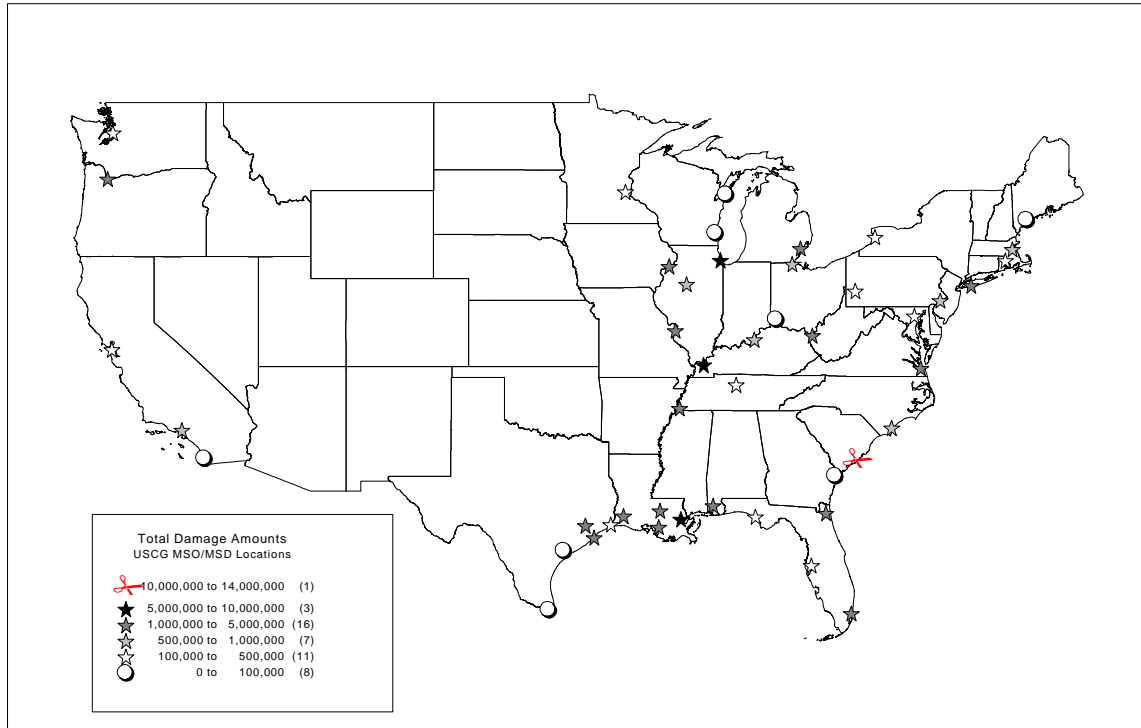 Total Damage Amounts
USCG MSO/MSD Locations
10,000,000 to 14,000,000 (1)
5,000,000 to 10,000,000 (3)
1,000,000 to 5,000,000 (16)
500,000 to 1,000,000 (7)
100,000 to 500,000 (11)
0 to 100,000 (8)